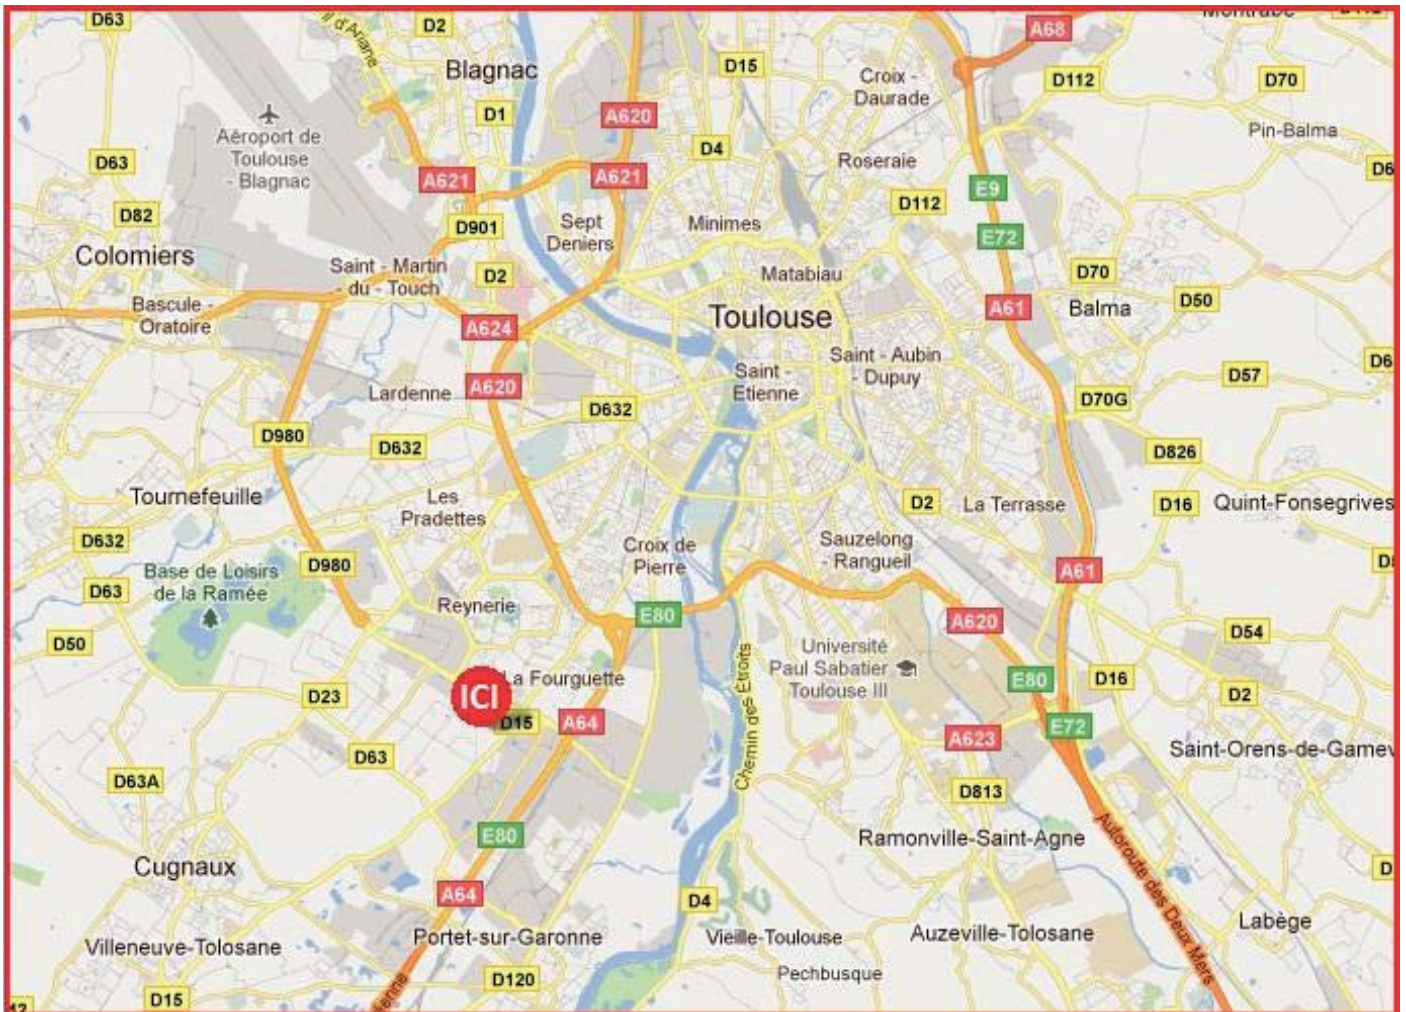 D63
D2
il d'Ariane
Blagnac
D15
Croix -
Daurade
A68
D112
D70
D1
A620
Aéroport de
Toulouse
- Blagnac
D4
Pin-Balma
D63
A621
A621
Roseraie
E9
D82
D901
Sept
Deniers
Minimes
D112
E72
Colomiers
Saint - Martin
- du - Touch
D2
Matabiau
D70
Bascule -
Oratoire
A624
Toulouse
A61
Balma
D50
Lardenne
A620
Saint -
Etienne
Saint - Aubin
- Dupuy
D57
D632
D70G
D980
D632
D826
Tournefeuille
Les
Pradettes
D2
La Terrasse
D16
Quint-Fonsegrives
D632
D980
Croix de
Pierre
Sauzelong
- Rangueil
A61
D63
Base de Loisirs
de la Ramée
Reynerie
E80
A620
D50
D54
Université
Paul Sabatier
Toulouse III
La Fourguette
ICI
D23
D15
A64
Chemin des Étroits
E80
D16
D2
E72
A623
D63
Saint-Orens-de-Gamev
D63A
D813
E80
Ramonville-Saint-Agne
Autoroute des Deux Mers
Cugnaux
A64
D4
Villeneuve-Tolosane
Portet-sur-Garonne
Vieille-Toulouse
Auzeville-Tolosane
Labège
Pechbusque
D120
D15
ienne